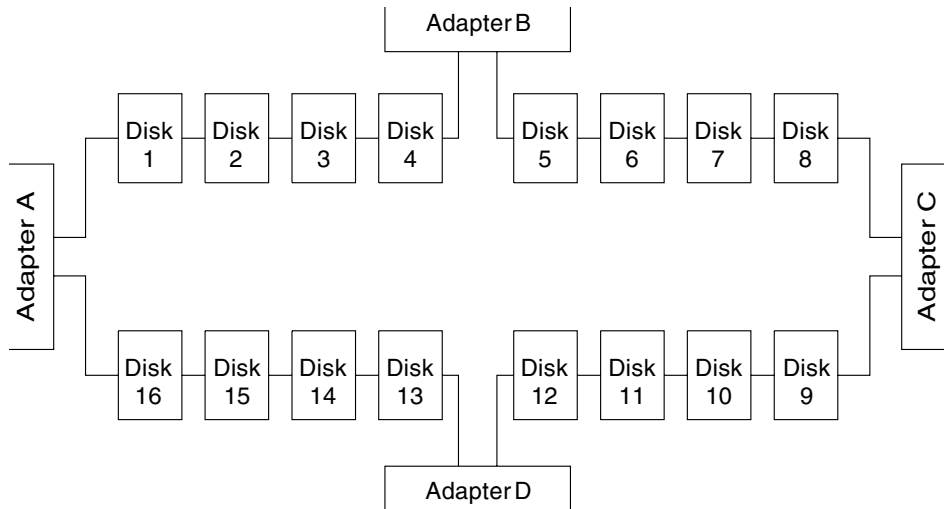 Adapter B
Disk 1
Disk 2
Disk 3
Disk 4
Disk 5
Disk 6
Disk 7
Disk 8
Adapter A
Adapter C
Disk 16
Disk 15
Disk 14
Disk 13
Disk 12
Disk 11
Disk 10
Disk 9
Adapter D